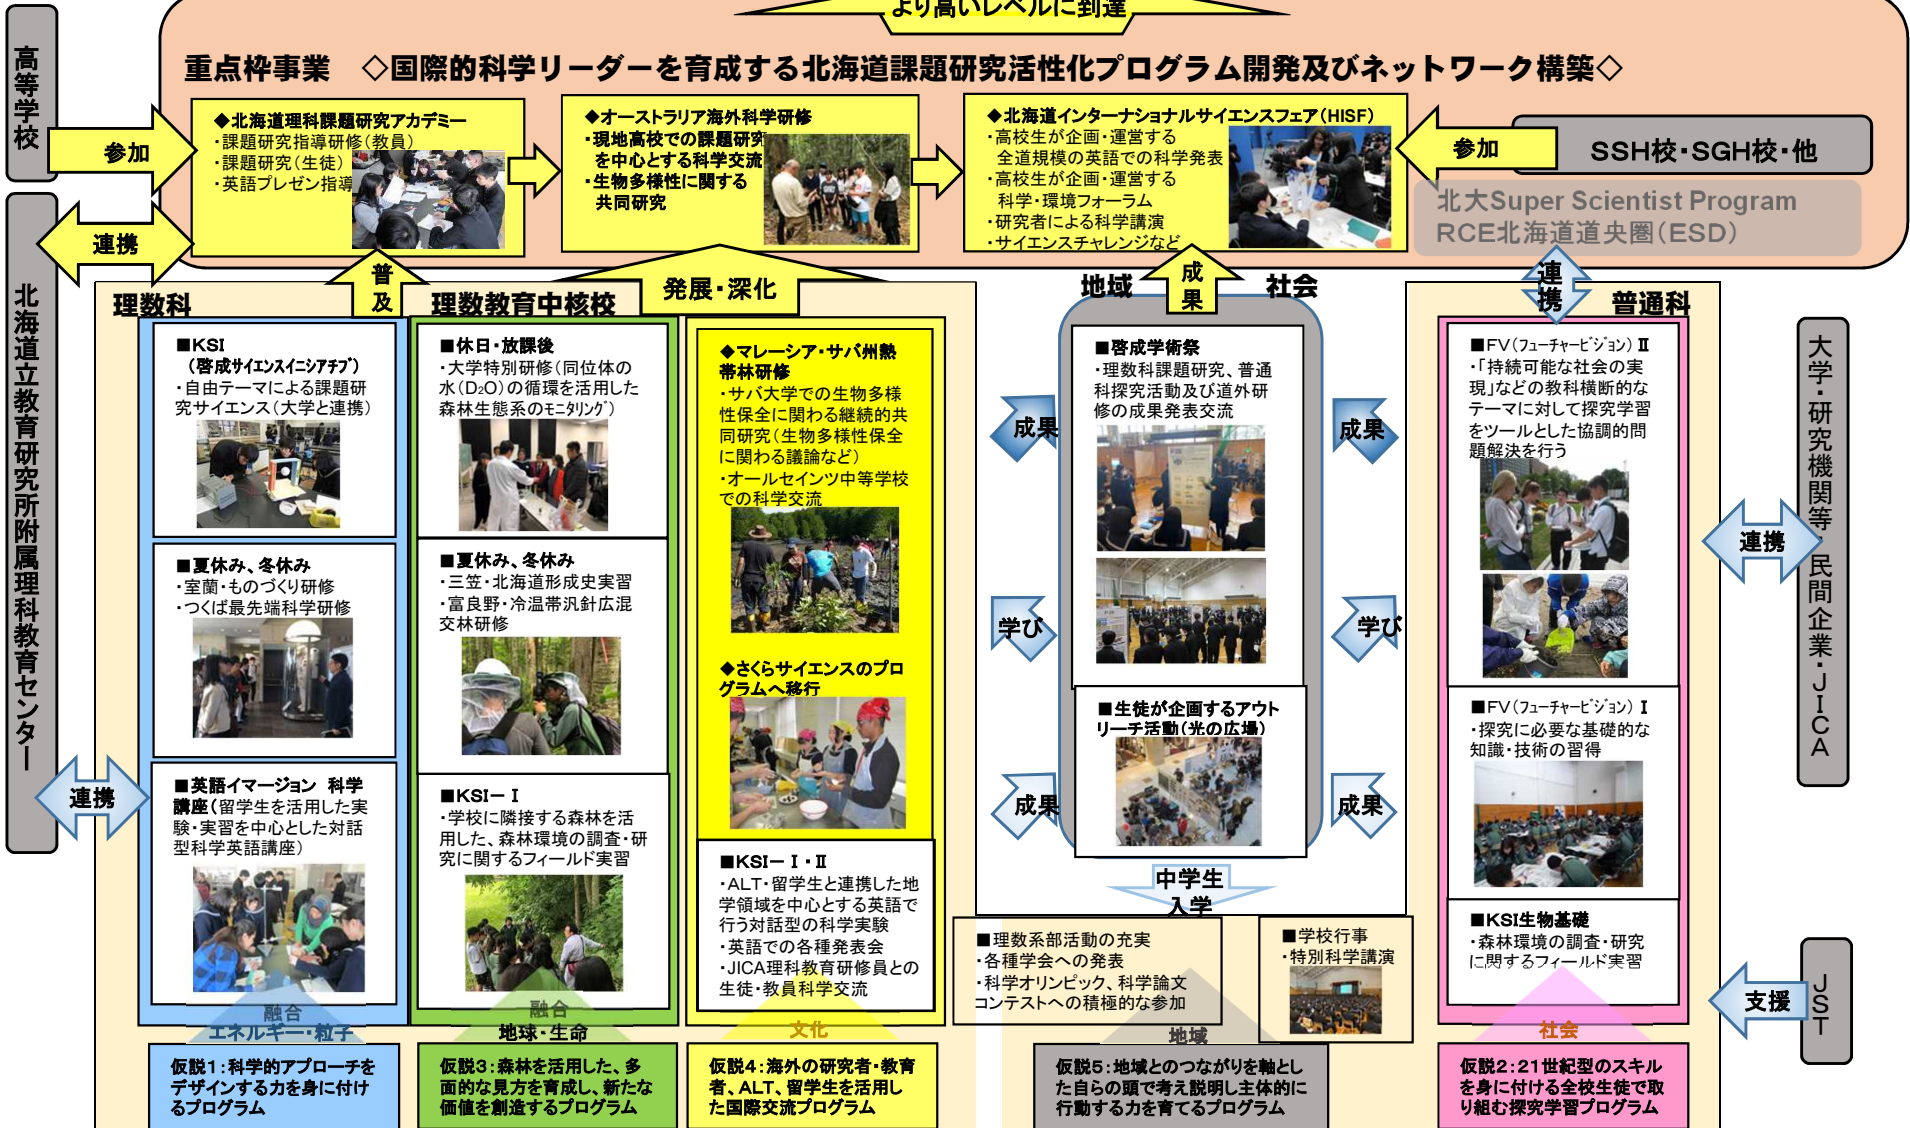 より高いレベルに到達
重点枠事業　◇国際的科学リーダーを育成する北海道課題研究活性化プログラム開発及びネットワーク構築◇
高等学校
参加
◆北海道理科課題研究アカデミー
・課題研究指導研修（教員）
・課題研究（生徒）
・英語プレゼン指導
◆オーストラリア海外科学研修
・現地高校での課題研究
を中心とする科学交流
・生物多様性に関する
共同研究
◆北海道インターナショナルサイエンスフェア（HISF）
・高校生が企画・運営する
全道規模の英語での科学発表
・高校生が企画・運営する
科学・環境フォーラム
・研究者による科学講演
・サイエンスチャレンジなど
参加
SSH校・SGH校・他
北大Super Scientist Program
RCE北海道道央圏（ESD）
連携
北海道立教育研究所附属理科教育センター
連携
普及
発展・深化
成果
連携
理数科
■KSI
（啓成サイエンスイニシアチブ）
・自由テーマによる課題研
究サイエンス（大学と連携）
■夏休み、冬休み
・室蘭・ものづくり研修
・つくば最先端科学研修
■英語イマージョン　科学
講座（留学生を活用した実
験・実習を中心とした対話
型科学英語講座）
融合
エネルギー・粒子
仮説1：科学的アプローチを
デザインする力を身に付け
るプログラム
理数教育中核校
■休日・放課後
・大学特別研修（同位体の
水（D₂O）の循環を活用した
森林生態系のモニタリング）
■夏休み、冬休み
・三笠・北海道形成史実習
・富良野・冷温帯汎針広混
交林研修
■KSIーⅠ
・学校に隣接する森林を活
用した、森林環境の調査・研
究に関するフィールド実習
融合
地球・生命
仮説3：森林を活用した、多
面的な見方を育成し、新たな
価値を創造するプログラム
◆マレーシア・サバ州熱
帯林研修
・サバ大学での生物多様
性保全に関わる継続的共
同研究（生物多様性保全
に関わる議論など）
・オールセインツ中等学校
での科学交流
◆さくらサイエンスのプロ
グラムへ移行
■KSIーⅠ・Ⅱ
・ALT・留学生と連携した地
学領域を中心とする英語で
行う対話型の科学実験
・英語での各種発表会
・JICA理科教育研修員との
生徒・教員科学交流
文化
仮説4：海外の研究者・教育
者、ALT、留学生を活用し
た国際交流プログラム
地域
社会
■啓成学術祭
・理数科課題研究、普通
科探究活動及び道外研
修の成果発表交流
■生徒が企画するアウト
リーチ活動（光の広場）
成果
学び
成果
成果
学び
成果
中学生
入学
■理数系部活動の充実
・各種学会への発表
・科学オリンピック、科学論文
コンテストへの積極的な参加
■学校行事
・特別科学講演
地域
仮説5：地域とのつながりを軸とし
た自らの頭で考え説明し主体的に
行動する力を育てるプログラム
普通科
■FV（フューチャービジョン）Ⅱ
・「持続可能な社会の実
現」などの教科横断的な
テーマに対して探究学習
をツールとした協調的問
題解決を行う
■FV（フューチャービジョン）Ⅰ
・探究に必要な基礎的な
知識・技術の習得
■KSI生物基礎
・森林環境の調査・研究
に関するフィールド実習
社会
仮説2：21世紀型のスキル
を身に付ける全校生徒で取
り組む探究学習プログラム
連携
大学・研究機関等・民間企業・JICA
支援
JST